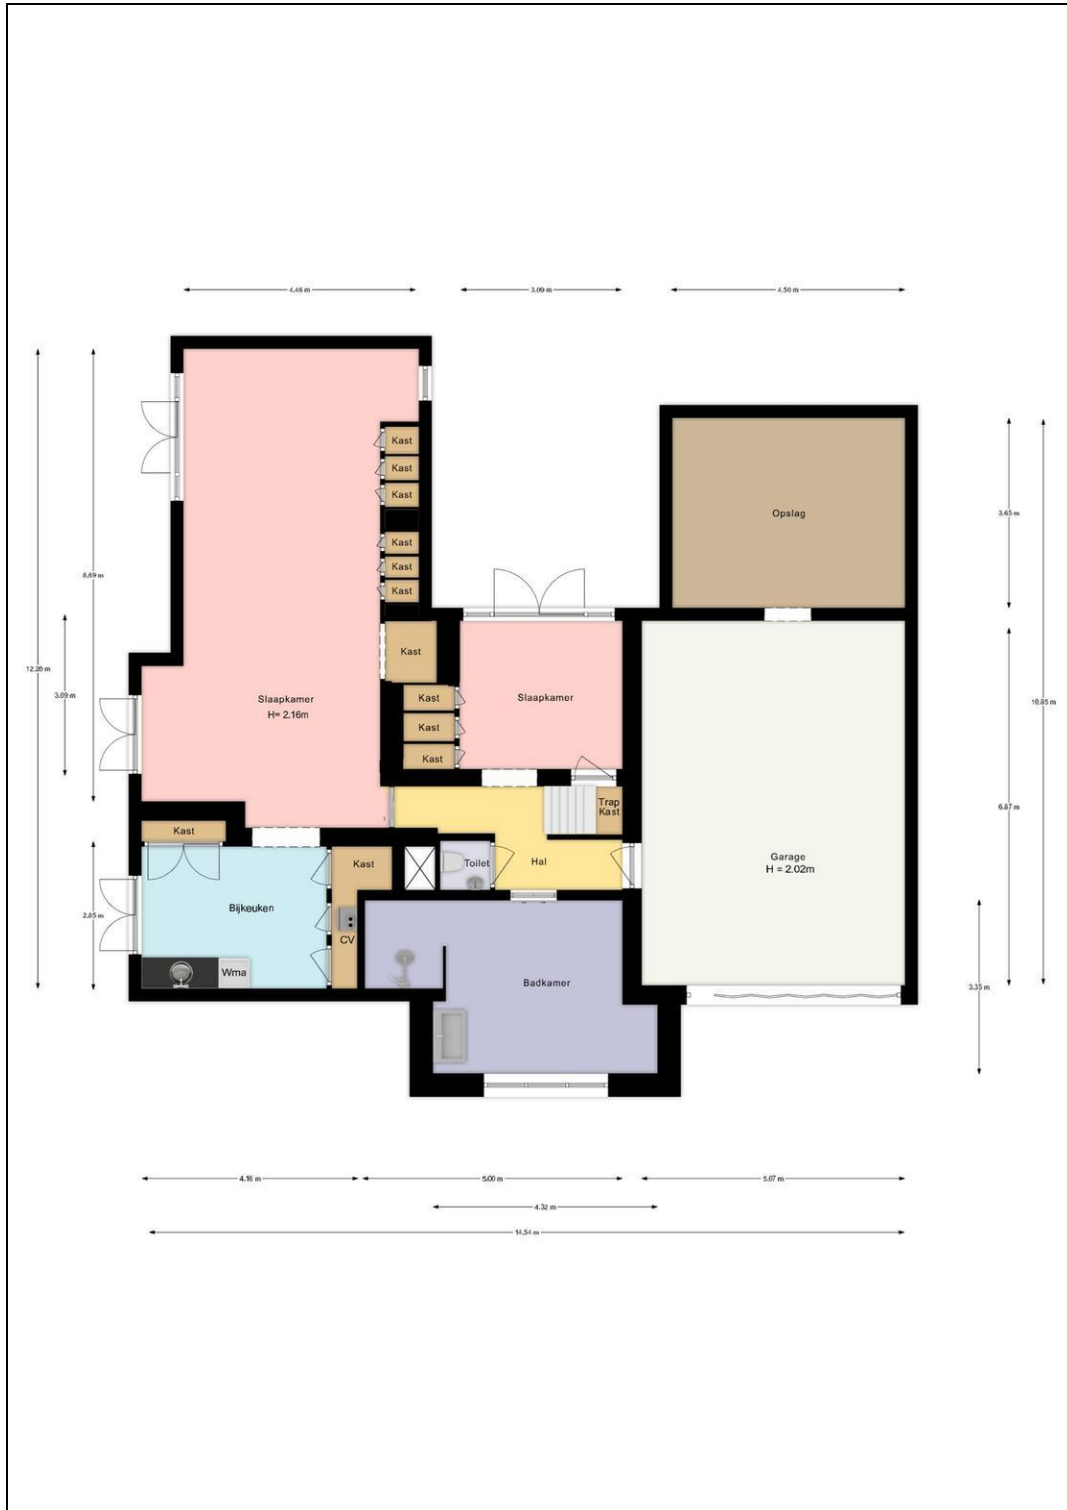 4.46 m
3.09 m
4.50 m
Kast
Kast
Kast
Opslag
3.65 m
Kast
Kast
Kast
8.69 m
12.28 m
3.09 m
Kast
Slaapkamer
H= 2.16m
Kast
Slaapkamer
10.85 m
Kast
Kast
Trap
Kast
6.87 m
Kast
Kast
Toilet
Hal
Garage
H = 2.02m
2.85 m
Bijkeuken
CV
Wma
Badkamer
3.35 m
4.16 m
5.00 m
5.07 m
4.32 m
14.54 m